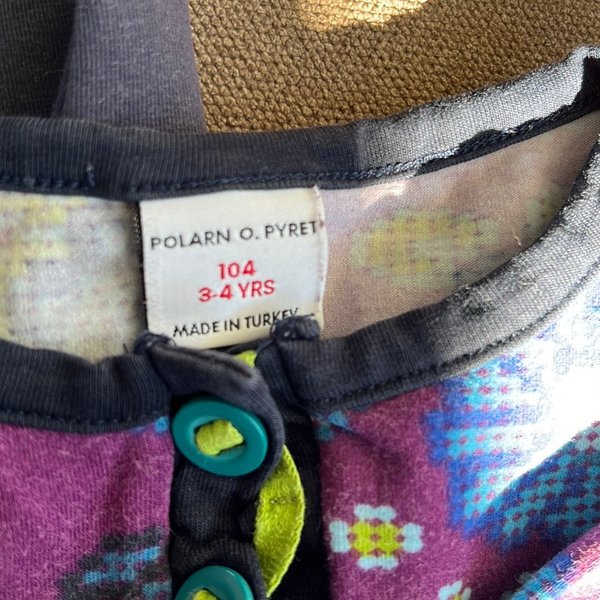 POLARN O. PYRET
104
3-4 YRS
MADE IN TURKEY